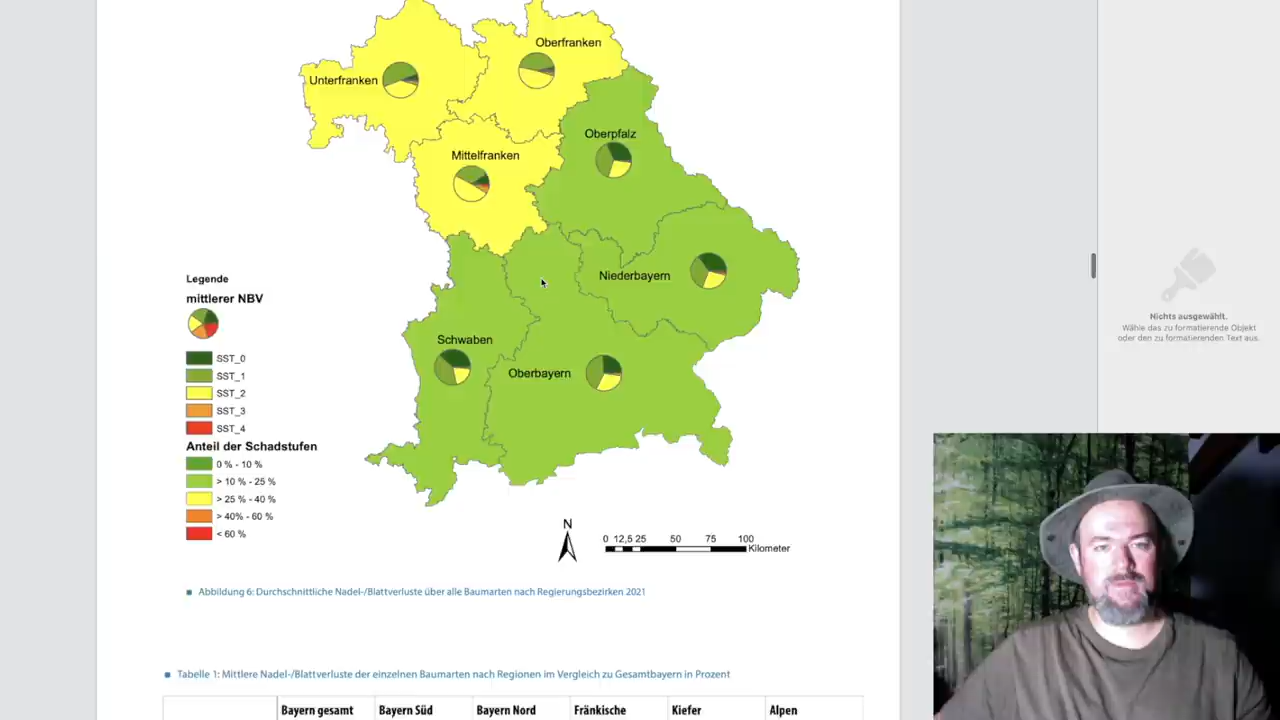 Oberfranken
Unterfranken
Oberpfalz
Mittelfranken
Niederbayern
Legende
mittlerer NBV
Schwaben
Oberbayern
SST_0
SST_1
SST_2
SST_3
SST_4
Anteil der Schadstufen
0 % - 10 %
> 10 % - 25 %
> 25 % - 40 %
> 40% - 60 %
< 60 %
N
0 12,5 25 50 75 100
Kilometer
Abbildung 6: Durchschnittliche Nadel-/Blattverluste über alle Baumarten nach Regierungsbezirken 2021
Tabelle 1: Mittlere Nadel-/Blattverluste der einzelnen Baumarten nach Regionen im Vergleich zu Gesamtbayern in Prozent
Bayern gesamt Bayern Süd Bayern Nord Fränkische Kiefer Alpen
Nichts ausgewählt.
Wähle das zu formatierende Objekt
oder den zu formatierenden Text aus.